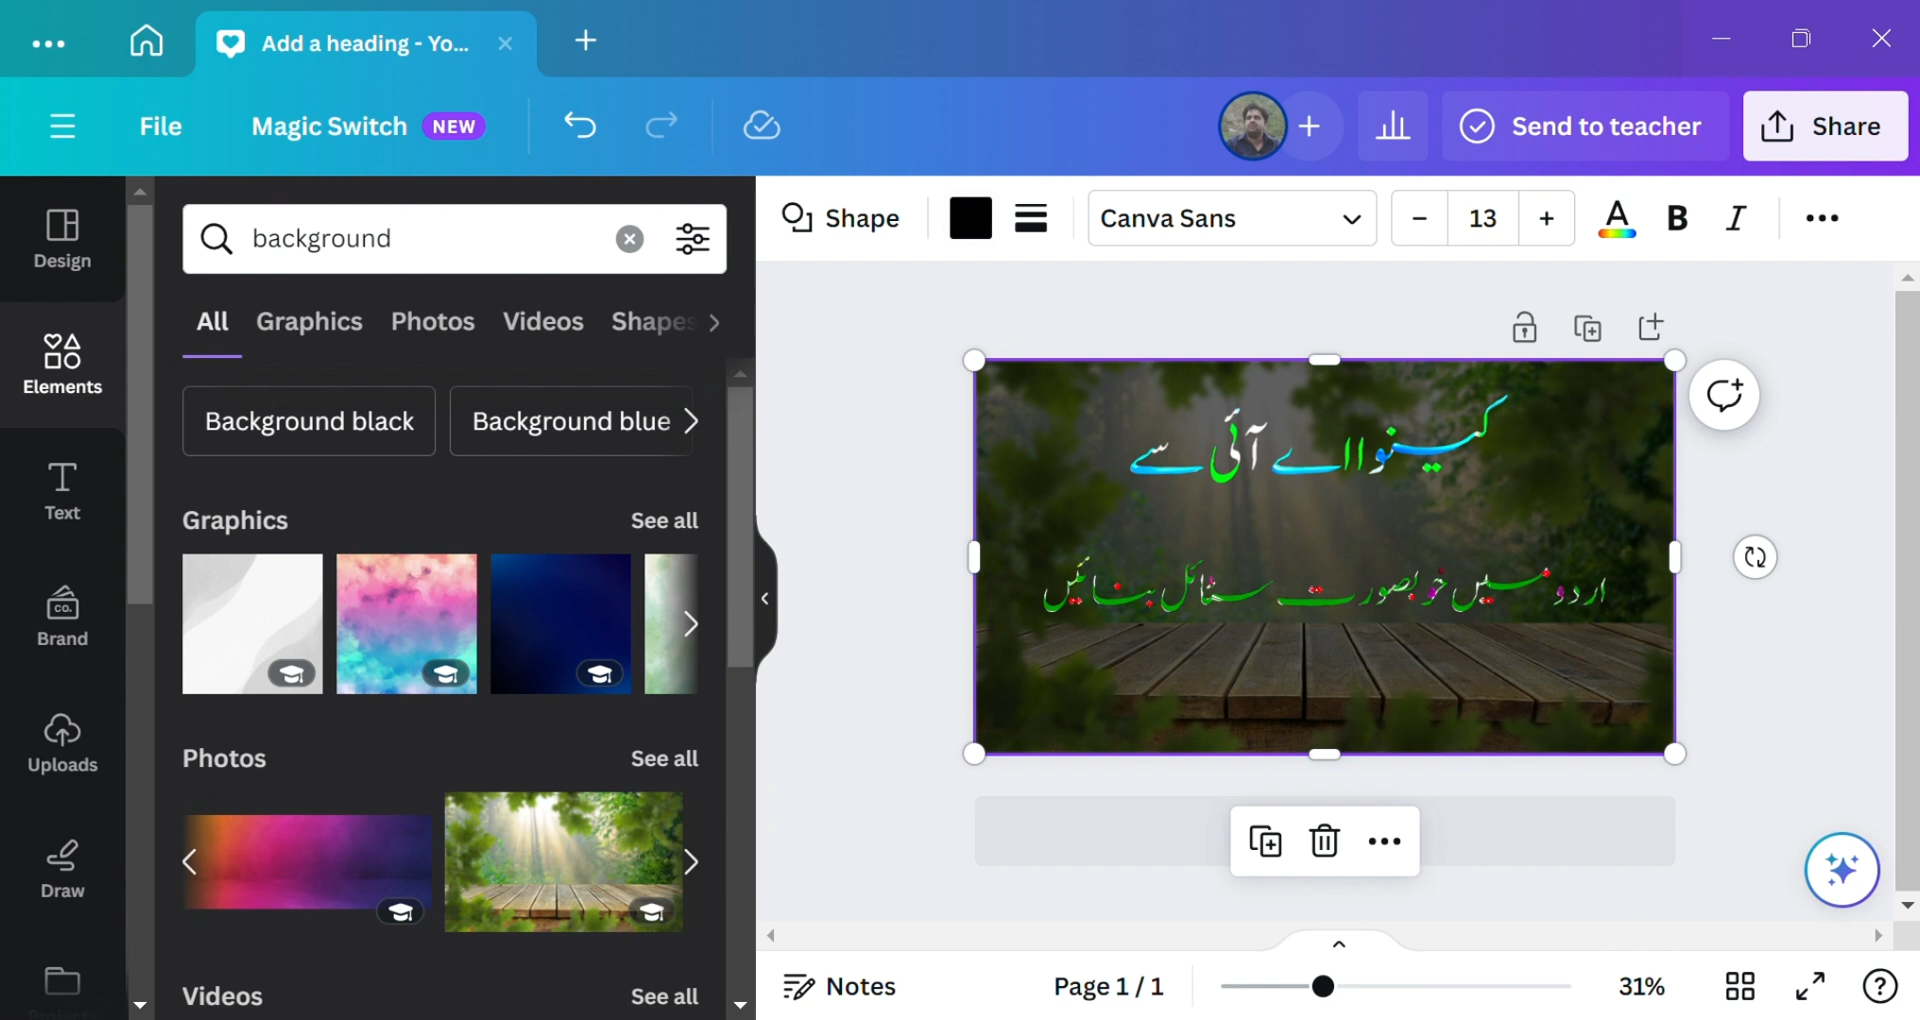 Add a heading - Yo...
File
Magic Switch NEW
Send to teacher
Share
Design
Elements
Text
Brand
Uploads
Draw
background
All Graphics Photos Videos Shapes
Background black
Background blue
Graphics See all
Photos See all
Videos See all
Shape
Canva Sans
13
A B I
کینوا اے آئی سے
اردو میں خوبصورت سٹائل بنائیں
Notes
Page 1 / 1
31%